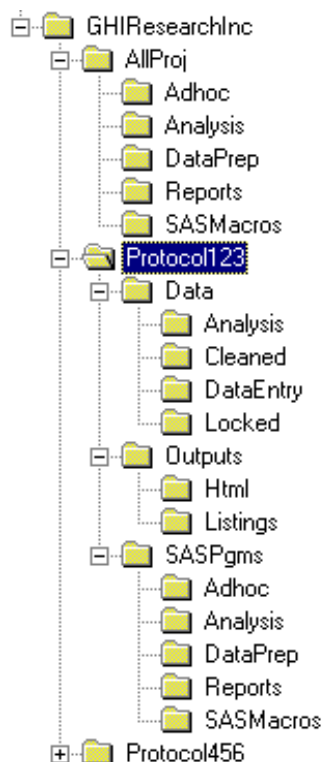 GHIResearchInc
AllProj
Adhoc
Analysis
DataPrep
Reports
SASMacros
Protocol123
Data
Analysis
Cleaned
DataEntry
Locked
Outputs
Html
Listings
SASPgms
Adhoc
Analysis
DataPrep
Reports
SASMacros
Protocol456